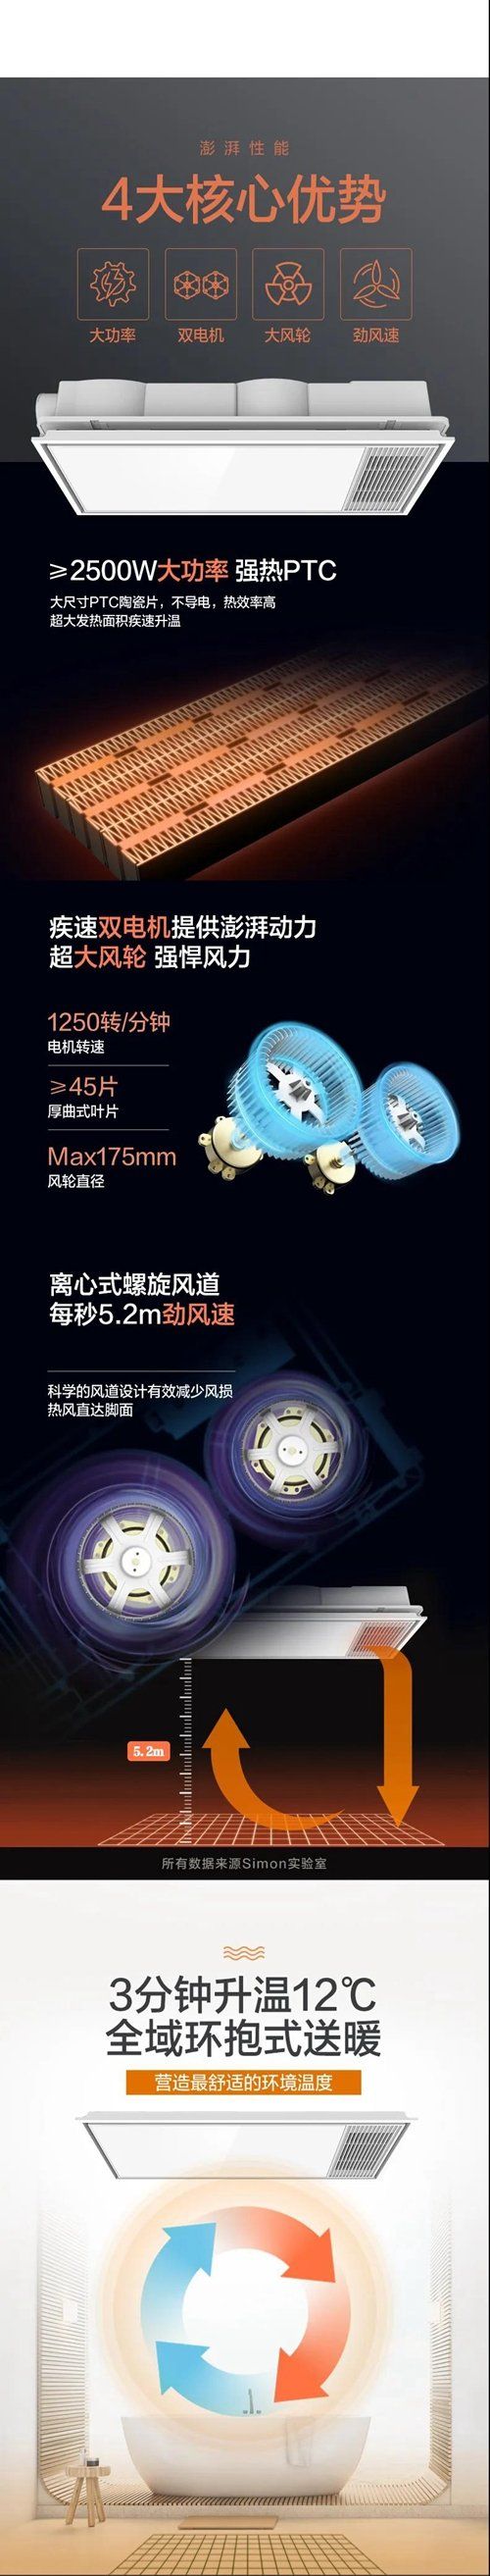 澎湃性能
4大核心优势
大功率 双电机 大风轮 劲风速
≥2500W大功率 强热PTC
大尺寸PTC陶瓷片，不导电，热效率高
超大发热面积疾速升温
疾速双电机提供澎湃动力
超大风轮 强悍风力
1250转/分钟
电机转速
≥45片
厚曲式叶片
Max175mm
风轮直径
离心式螺旋风道
每秒5.2m劲风速
科学的风道设计有效减少风损
热风直达脚面
5.2m
所有数据来源Simon实验室
3分钟升温12℃
全域环抱式送暖
营造最舒适的环境温度